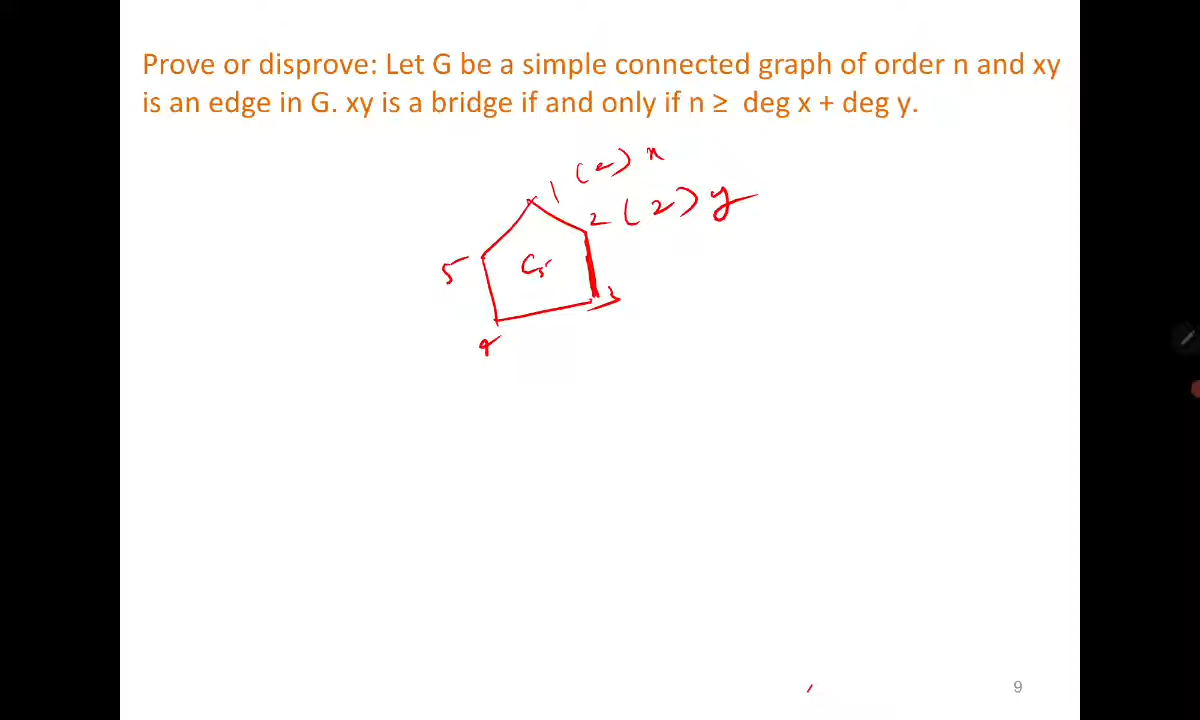 Prove or disprove: Let G be a simple connected graph of order n and xy
is an edge in G. xy is a bridge if and only if n ≥ deg x + deg y.
1 x
2 (2) y
5
C5
3
4
9